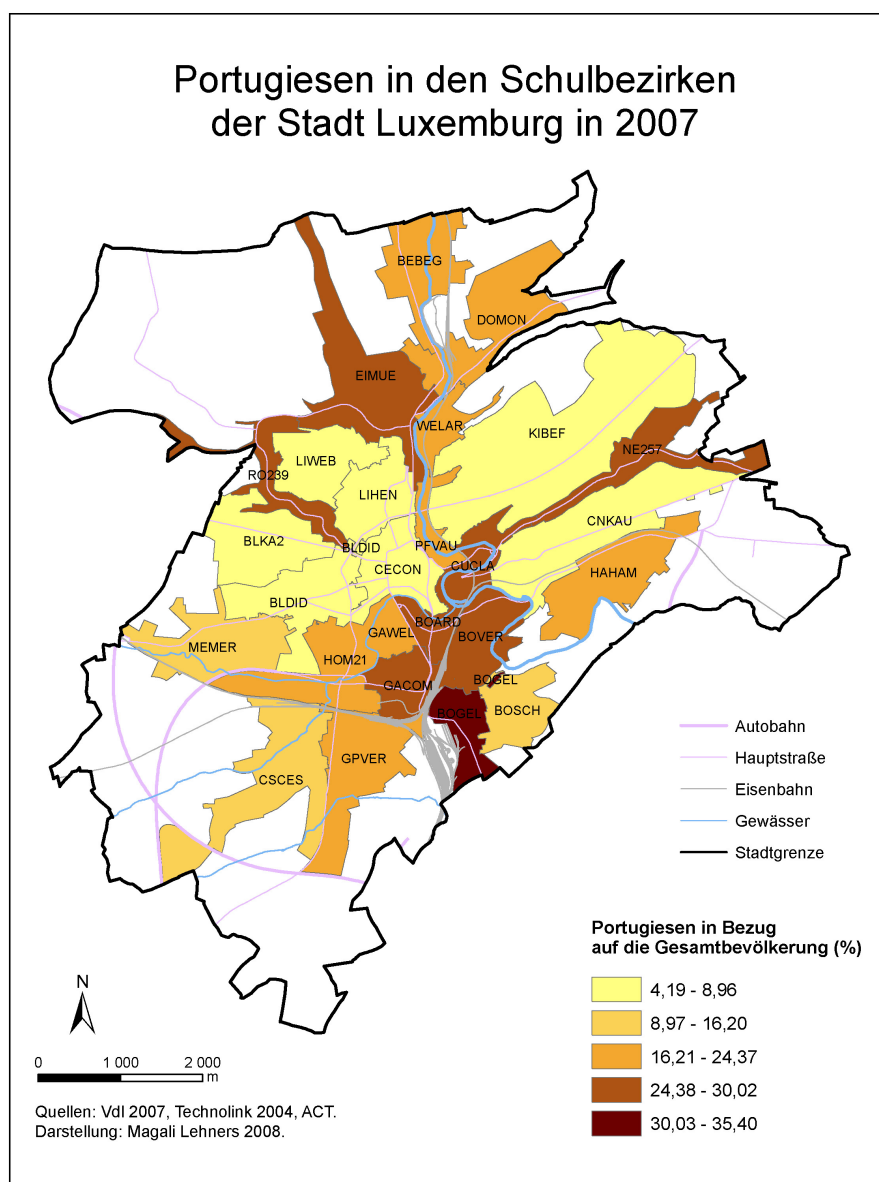 Portugiesen in den Schulbezirken
der Stadt Luxemburg in 2007
BEBEG
DOMON
EIMUE
WELAR
KIBEF
NE257
LIWEB
RO239
LIHEN
CNKAU
BLKA2
BLDID
PFVAU
CUCLA
CECON
HAHAM
BLDID
BOARD
GAWEL
BOVER
MEMER
HOM21
BOGEL
GACOM
BOSCH
BOGEL
GPVER
CSCES
Autobahn
Hauptstraße
Eisenbahn
Gewässer
Stadtgrenze
Portugiesen in Bezug
auf die Gesamtbevölkerung (%)
4,19 - 8,96
8,97 - 16,20
16,21 - 24,37
24,38 - 30,02
30,03 - 35,40
N
0 1 000 2 000
m
Quellen: Vdl 2007, Technolink 2004, ACT.
Darstellung: Magali Lehners 2008.